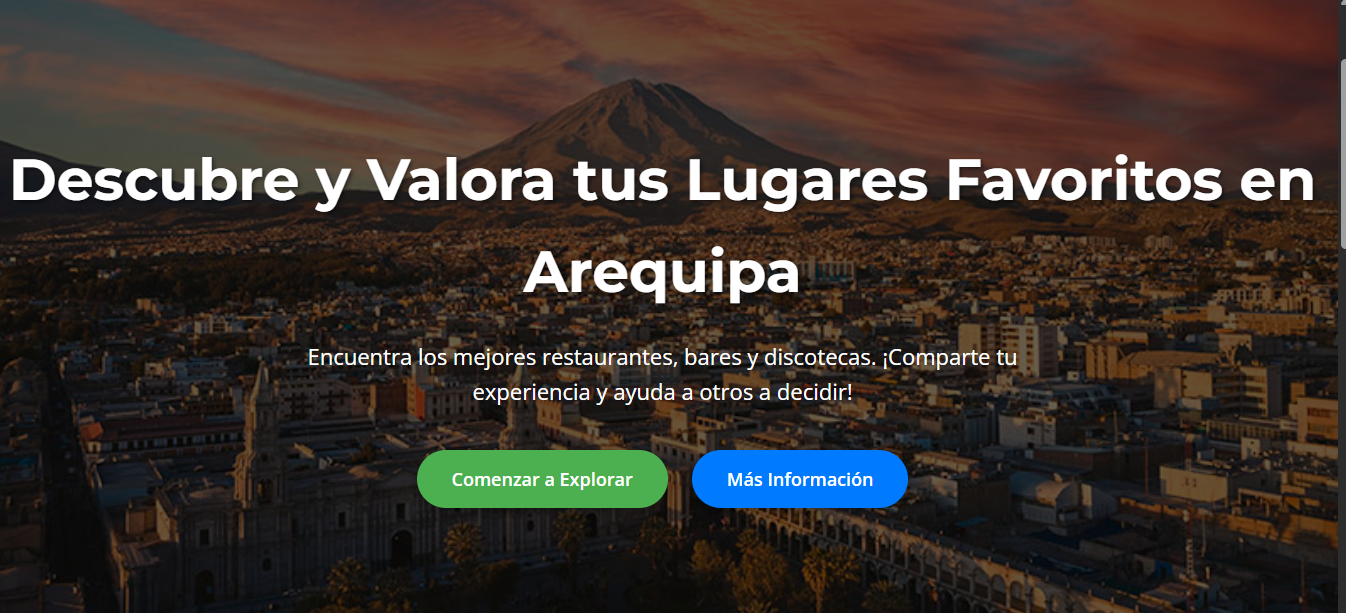 Descubre y Valora tus Lugares Favoritos en
Arequipa
Encuentra los mejores restaurantes, bares y discotecas. ¡Comparte tu
experiencia y ayuda a otros a decidir!
Comenzar a Explorar
Más Información